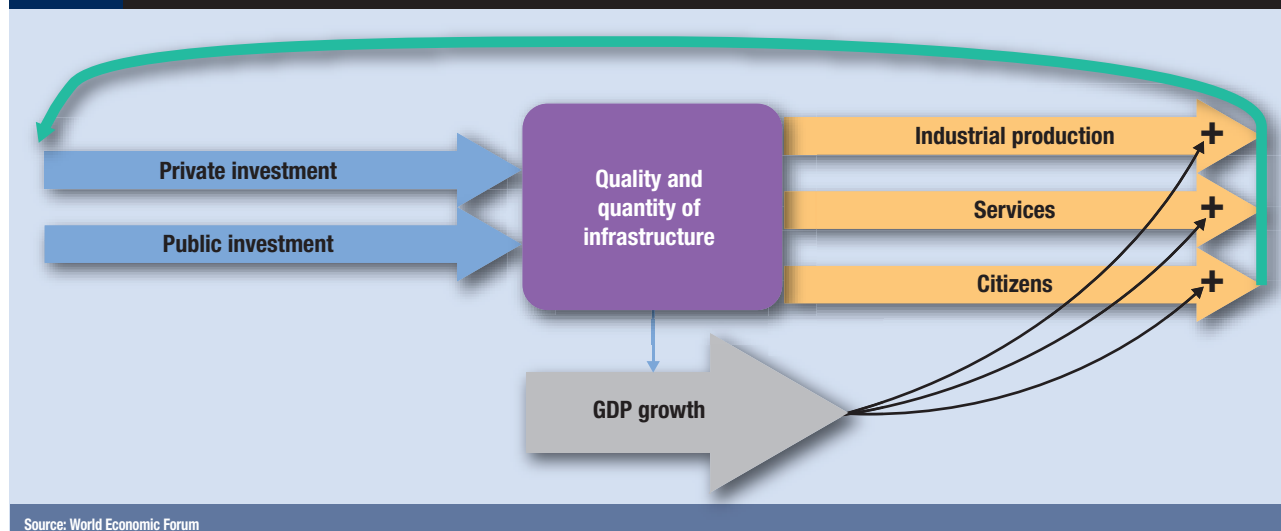 Private investment
Public investment
Quality and
quantity of
infrastructure
Industrial production
+
Services
+
Citizens
+
GDP growth
Source: World Economic Forum